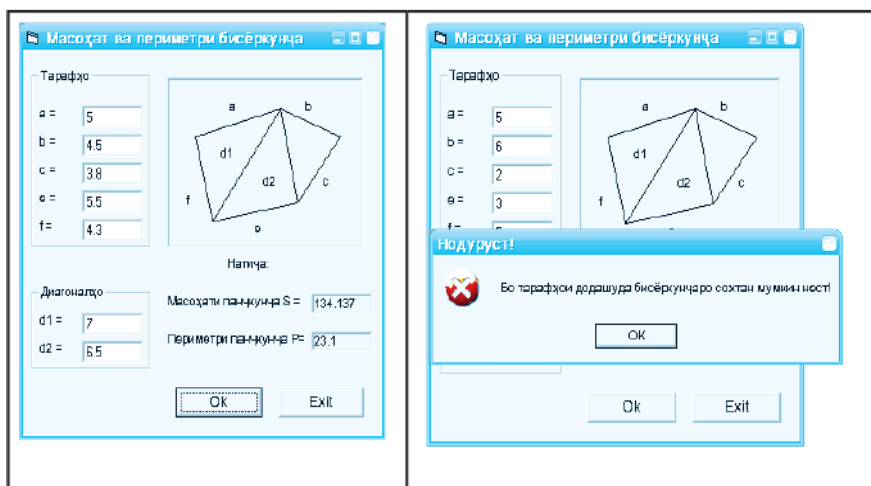 Масоҳат ва периметри бисёркунҷа
Тарафҳо
a = 5
b = 4.5
c = 3.8
e = 5.5
f = 4.3
a b
d1
d2
f c
e
Натиҷа:
Диагоналҳо
d1 = 7
d2 = 6.5
Масоҳати панҷкунҷа S = 134.137
Периметри панҷкунҷа P= 23.1
Ok Exit
Масоҳат ва периметри бисёркунҷа
Тарафҳо
a = 5
b = 6
c = 2
e = 3
a b
d1
d2
f c
Нодуруст!
Бо тарафҳои додашуда бисёркунҷаро сохтан мумкин нест!
OK
Ok Exit